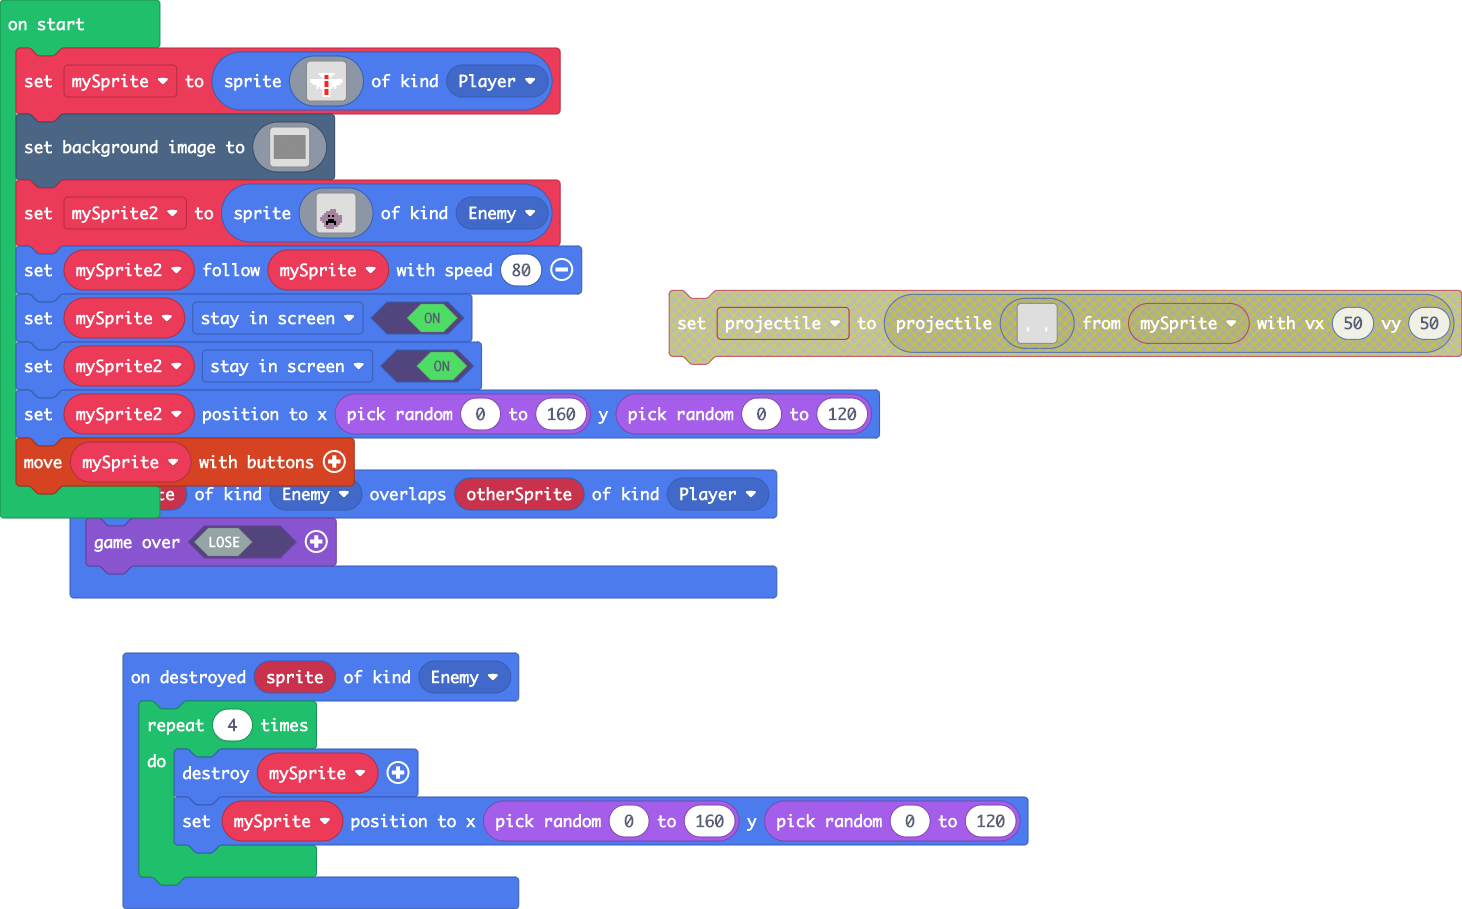 on start
set mySprite to sprite of kind Player
set background image to
set mySprite2 to sprite of kind Enemy
set mySprite2 follow mySprite with speed 80
set mySprite stay in screen ON
set projectile to projectile from mySprite with vx 50 vy 50
set mySprite2 stay in screen ON
set mySprite2 position to x pick random 0 to 160 y pick random 0 to 120
move mySprite with buttons
of kind Enemy overlaps otherSprite of kind Player
game over LOSE
on destroyed sprite of kind Enemy
repeat 4 times
do
destroy mySprite
set mySprite position to x pick random 0 to 160 y pick random 0 to 120